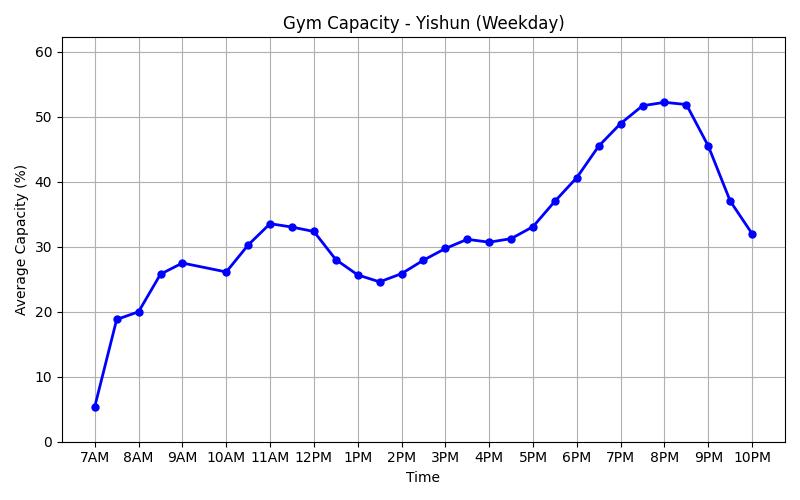 Gym Capacity - Yishun (Weekday)
60
50
40
30
20
10
0
Average Capacity (%)
7AM 8AM 9AM 10AM 11AM 12PM 1PM 2PM 3PM 4PM 5PM 6PM 7PM 8PM 9PM 10PM
Time